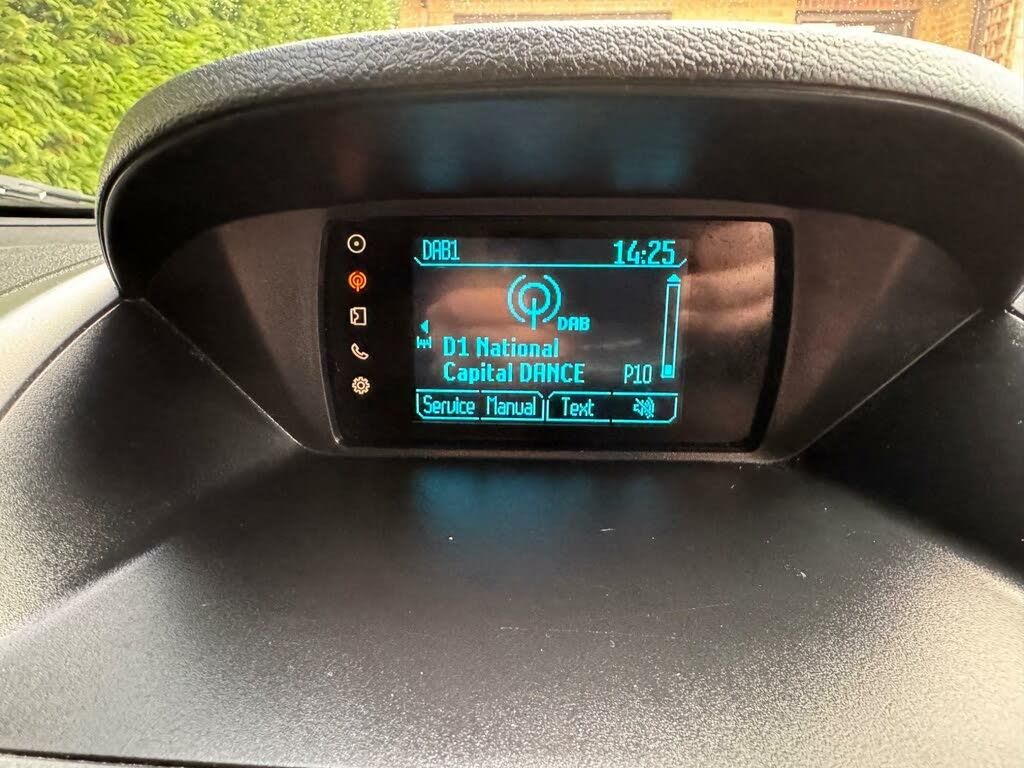 DAB1 14:25
DAB
D1 National
Capital DANCE P10
Service Manual Text